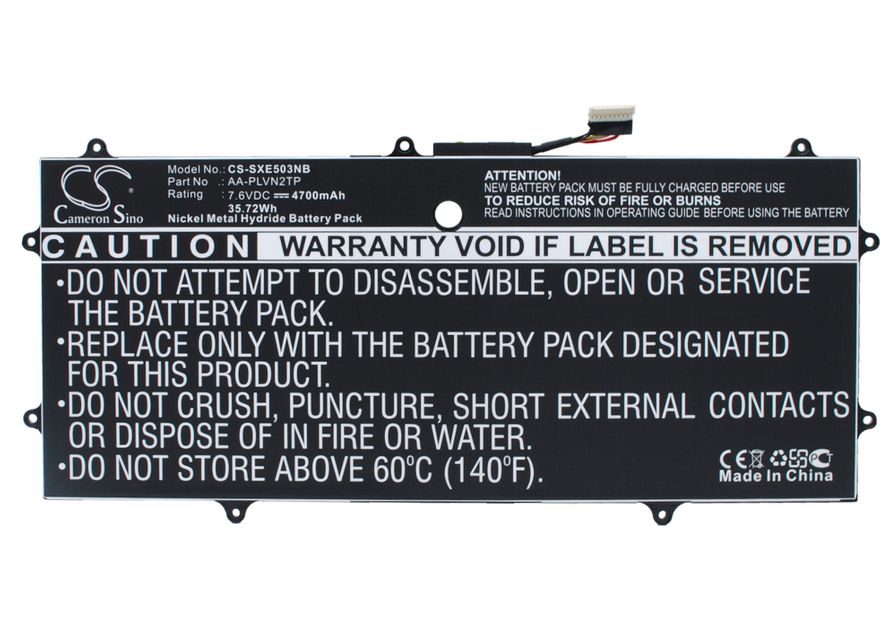 Cameron Sino
Model No.: CS-SXE503NB
Part No.: AA-PLVN2TP
Rating : 7.6VDC ⎓ 4700mAh
35.72Wh
Nickel Metal Hydride Battery Pack
ATTENTION!
NEW BATTERY PACK MUST BE FULLY CHARGED BEFORE USE
TO REDUCE RISK OF FIRE OR BURNS
READ INSTRUCTIONS IN OPERATING GUIDE BEFORE USING THE BATTERY
CAUTION WARRANTY VOID IF LABEL IS REMOVED
•DO NOT ATTEMPT TO DISASSEMBLE, OPEN OR SERVICE
THE BATTERY PACK.
•REPLACE ONLY WITH THE BATTERY PACK DESIGNATED
FOR THIS PRODUCT.
•DO NOT CRUSH, PUNCTURE, SHORT EXTERNAL CONTACTS
OR DISPOSE OF IN FIRE OR WATER.
•DO NOT STORE ABOVE 60°C (140°F).
CE
Made In China